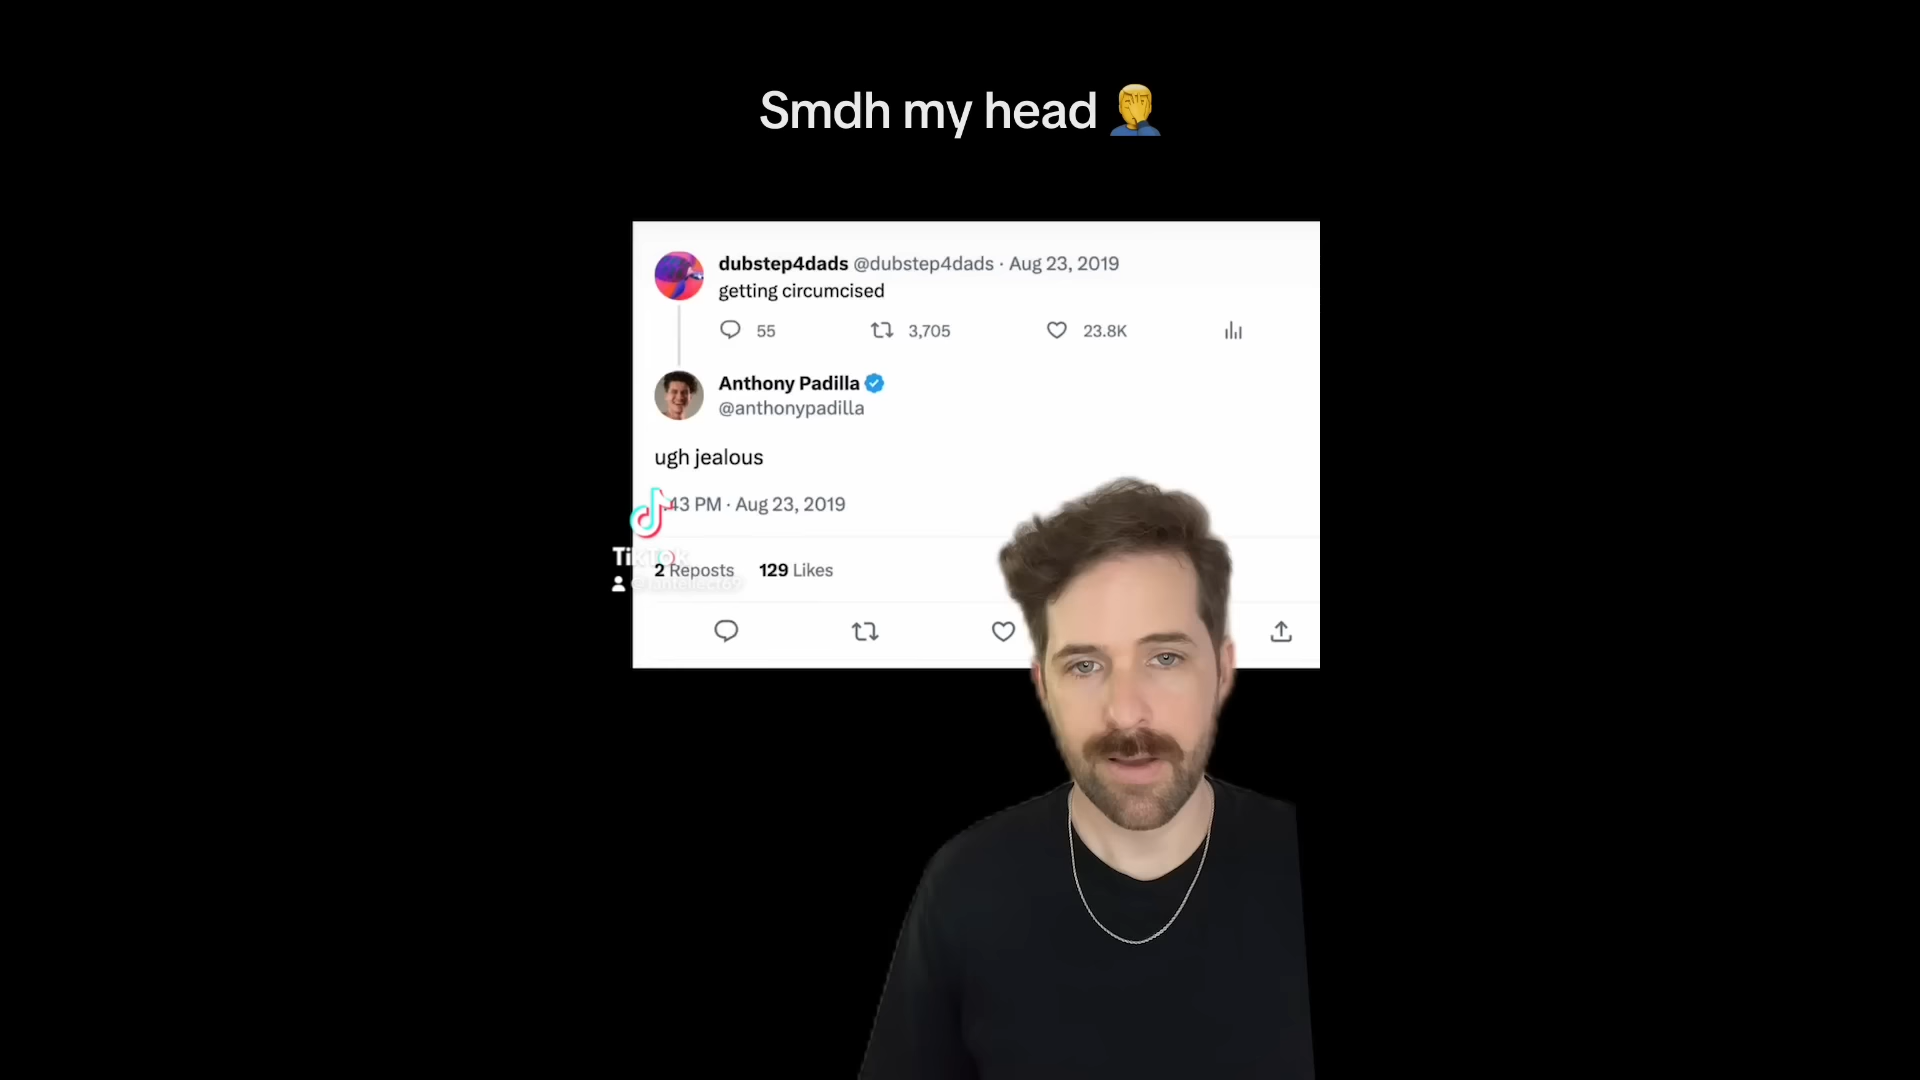 Smdh my head 🤦‍♂️
dubstep4dads @dubstep4dads · Aug 23, 2019
getting circumcised
55 3,705 23.8K
Anthony Padilla
@anthonypadilla
ugh jealous
43 PM · Aug 23, 2019
TikTok
2 Reposts 129 Likes